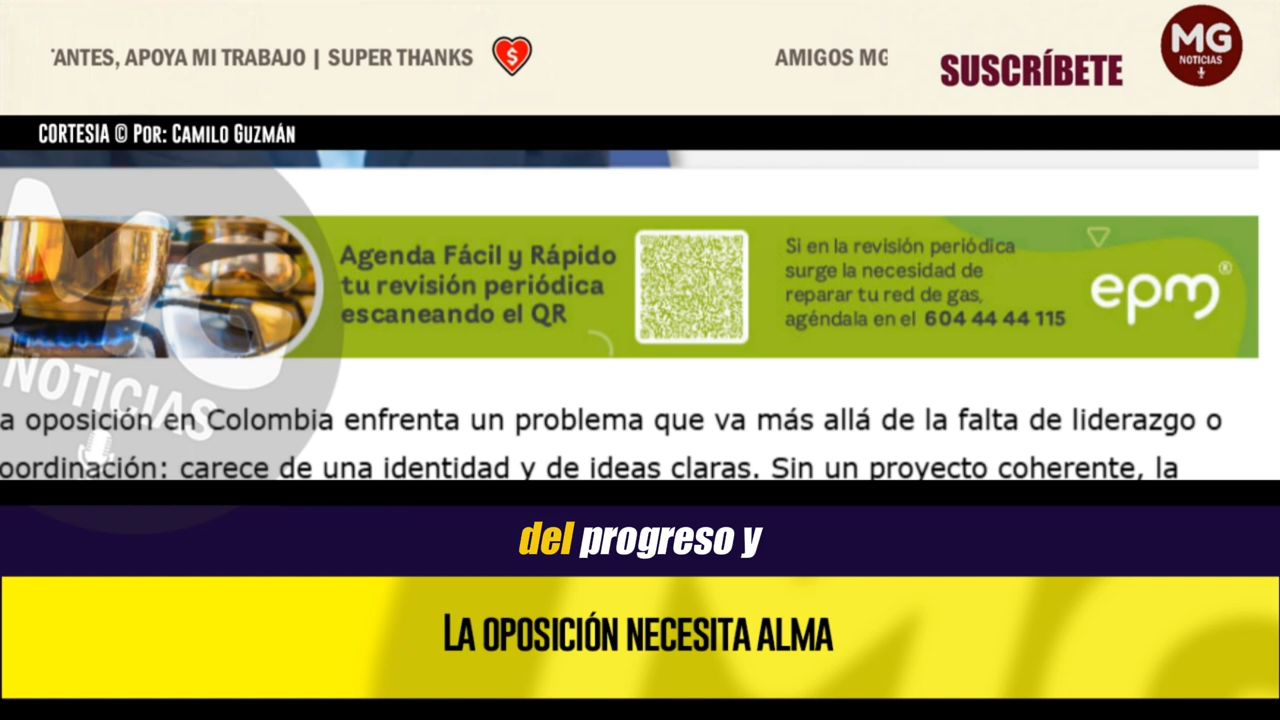 ANTES, APOYA MI TRABAJO | SUPER THANKS
AMIGOS MG
SUSCRÍBETE
MG
NOTICIAS
CORTESIA © Por: Camilo Guzmán
Agenda Fácil y Rápido
tu revisión periódica
escaneando el QR
Si en la revisión periódica
surge la necesidad de
reparar tu red de gas,
agéndala en el 604 44 44 115
epm®
MG
NOTICIAS
a oposición en Colombia enfrenta un problema que va más allá de la falta de liderazgo o
oordinación: carece de una identidad y de ideas claras. Sin un proyecto coherente, la
del progreso y
La oposición necesita alma